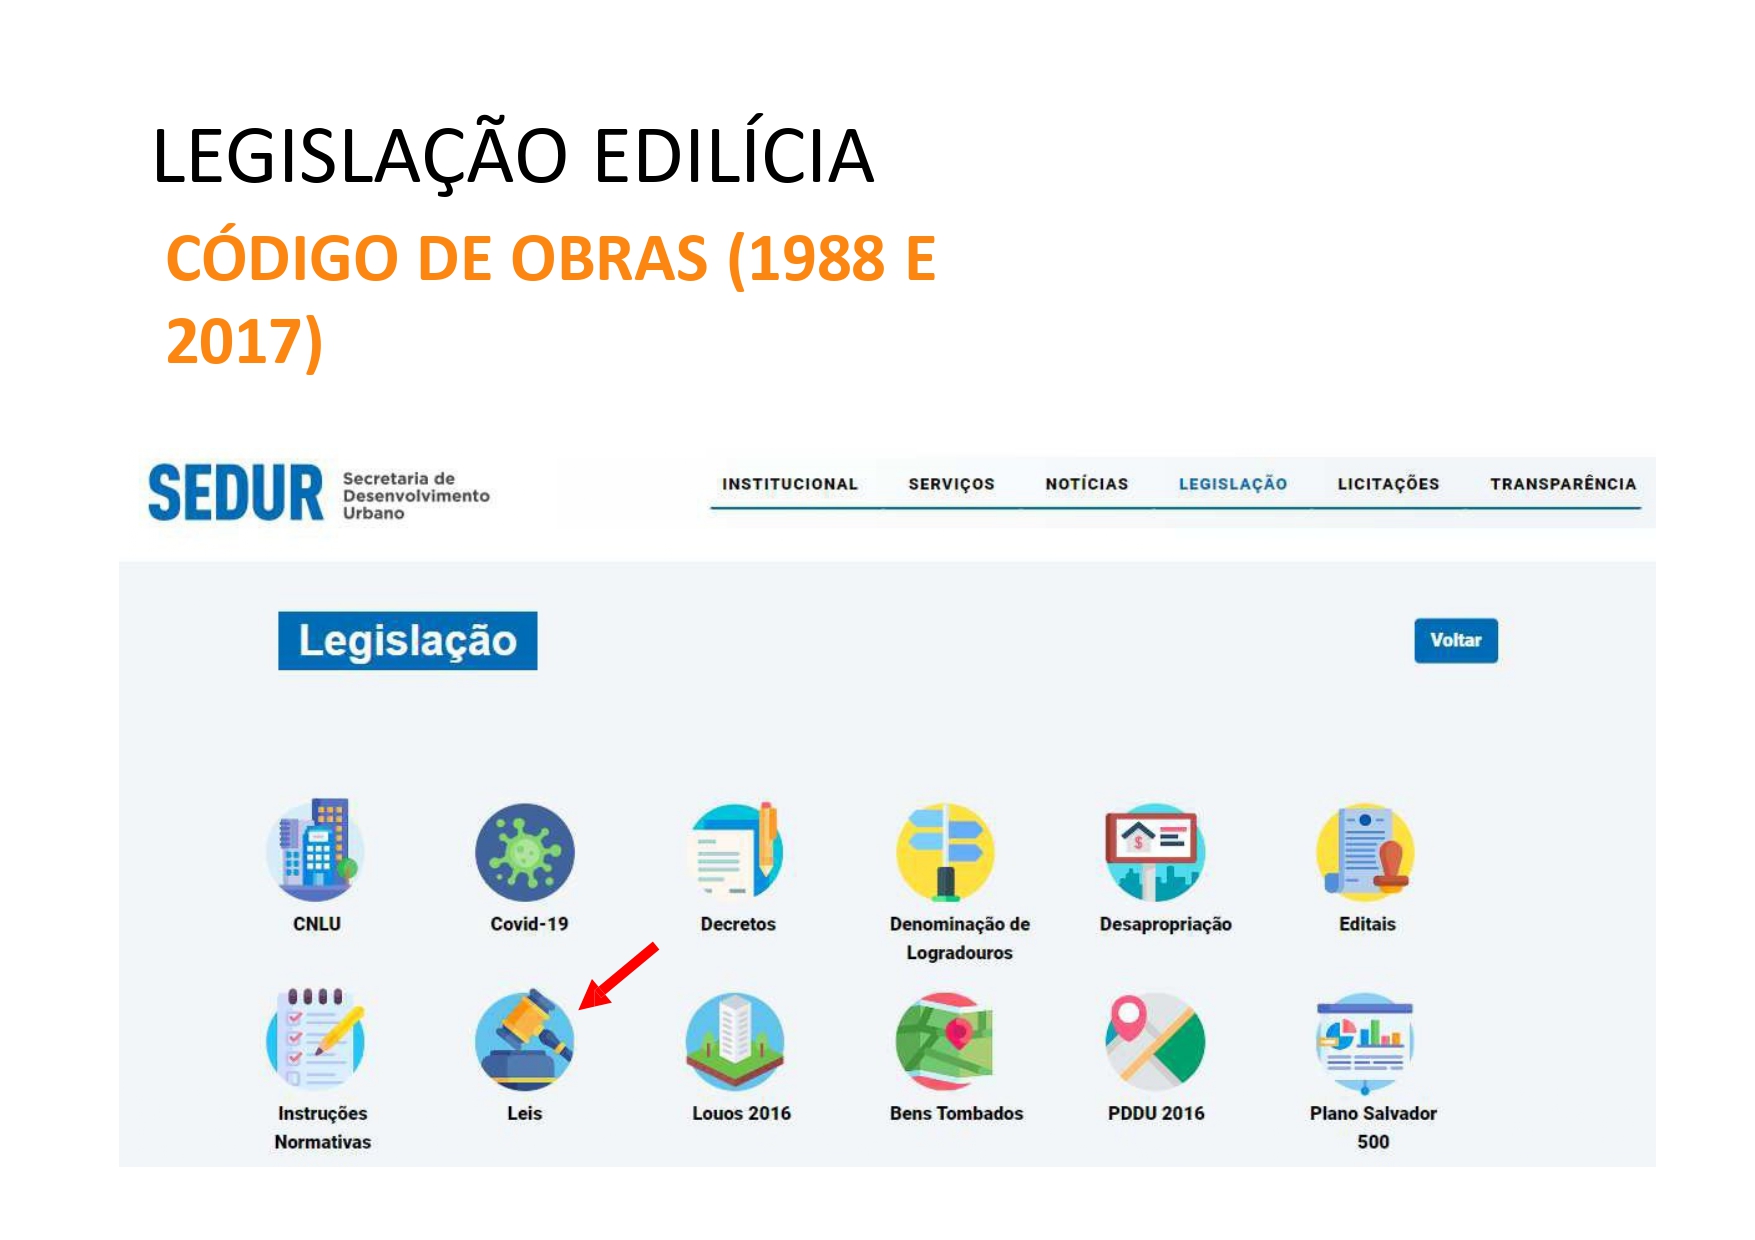 LEGISLAÇÃO EDILÍCIA
CÓDIGO DE OBRAS (1988 E
2017)
SEDUR
Secretaria de
Desenvolvimento
Urbano
INSTITUCIONAL SERVIÇOS NOTÍCIAS LEGISLAÇÃO LICITAÇÕES TRANSPARÊNCIA
Legislação
Voltar
CNLU
Covid-19
Decretos
Denominação de
Logradouros
Desapropriação
$
Editais
Instruções
Normativas
Leis
Louos 2016
Bens Tombados
PDDU 2016
Plano Salvador
500